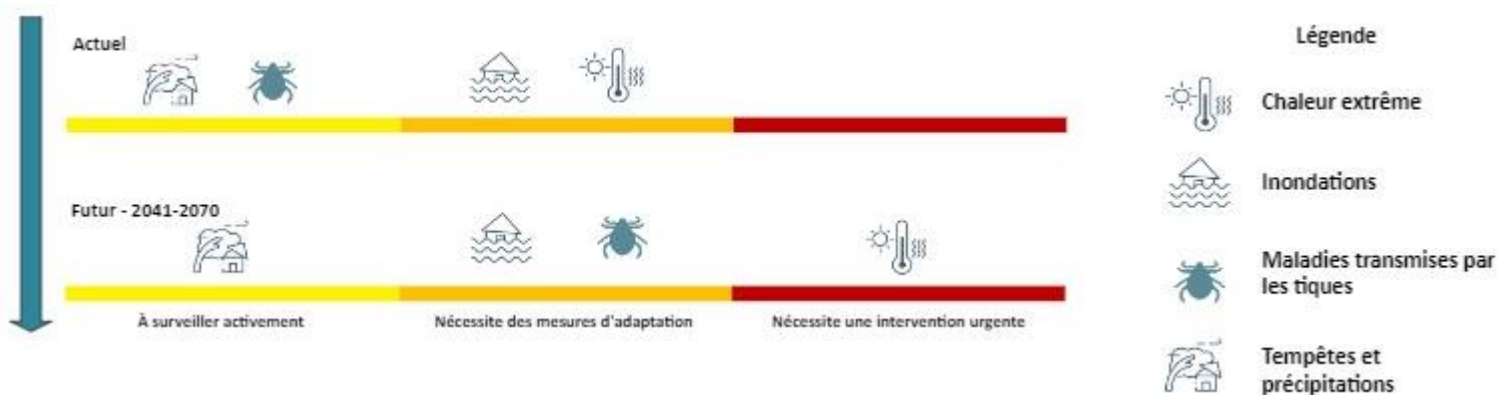 Actuel
Futur - 2041-2070
À surveiller activement
Nécessite des mesures d'adaptation
Nécessite une intervention urgente
Légende
Chaleur extrême
Inondations
Maladies transmises par
les tiques
Tempêtes et
précipitations